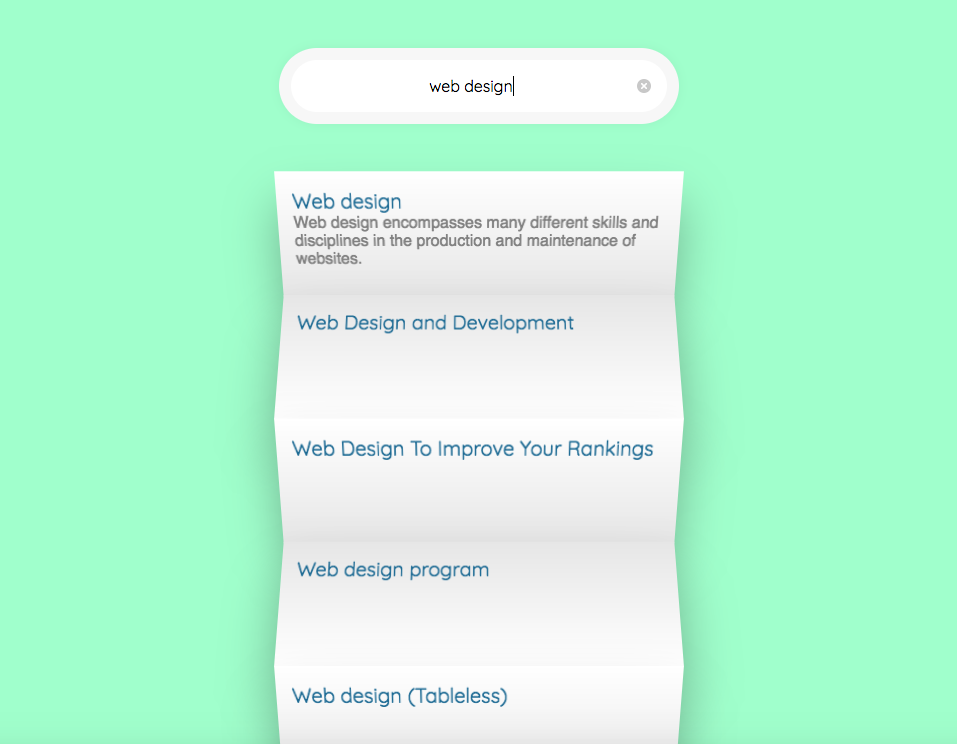 web design
Web design
Web design encompasses many different skills and
disciplines in the production and maintenance of
websites.
Web Design and Development
Web Design To Improve Your Rankings
Web design program
Web design (Tableless)